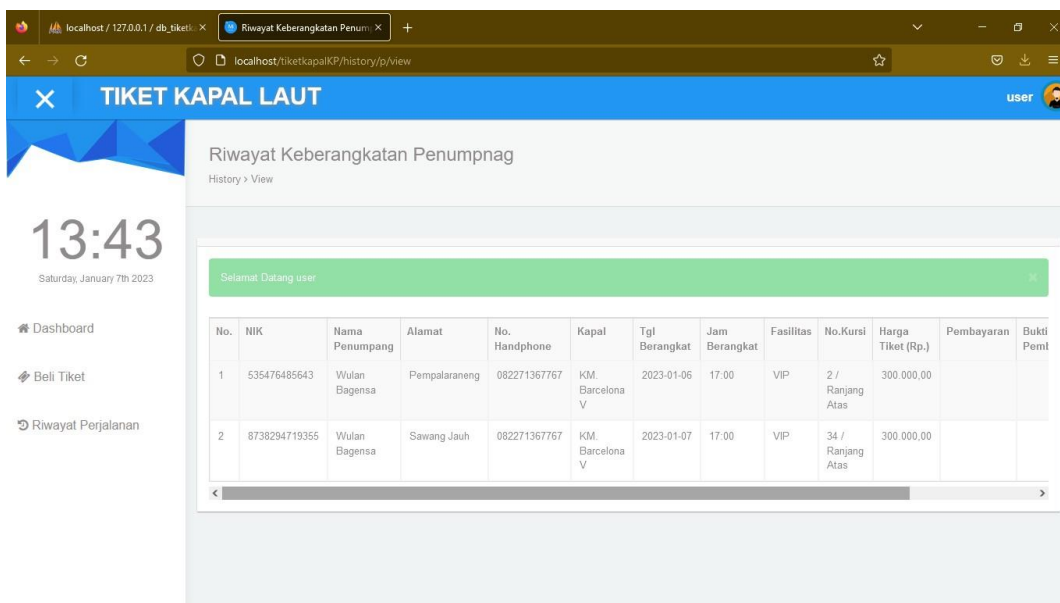 localhost / 127.0.0.1 / db_tiketk
Riwayat Keberangkatan Penum
localhost/tiketkapalKP/history/p/view
TIKET KAPAL LAUT
user
Riwayat Keberangkatan Penumpnag
History > View
13:43
Saturday, January 7th 2023
Selamat Datang user
Dashboard
Beli Tiket
Riwayat Perjalanan
No. NIK Nama Alamat No. Kapal Tgl Jam Fasilitas No.Kursi Harga Pembayaran Bukti
Penumpang Handphone Berangkat Berangkat Tiket (Rp.) Pemb
1 535476485643 Wulan Pempalaraneng 082271367767 KM. 2023-01-06 17:00 VIP 2 / 300.000,00
Bagensa Barcelona Ranjang
V Atas
2 8738294719355 Wulan Sawang Jauh 082271367767 KM. 2023-01-07 17:00 VIP 34 / 300.000,00
Bagensa Barcelona Ranjang
V Atas